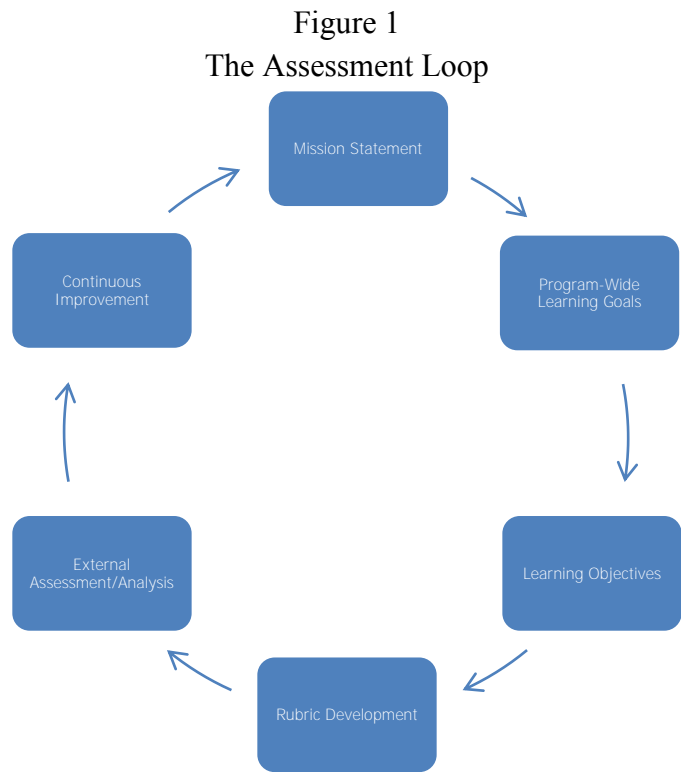 Figure 1
The Assessment Loop
Mission Statement
Program-Wide
Learning Goals
Learning Objectives
Rubric Development
External
Assessment/Analysis
Continuous
Improvement